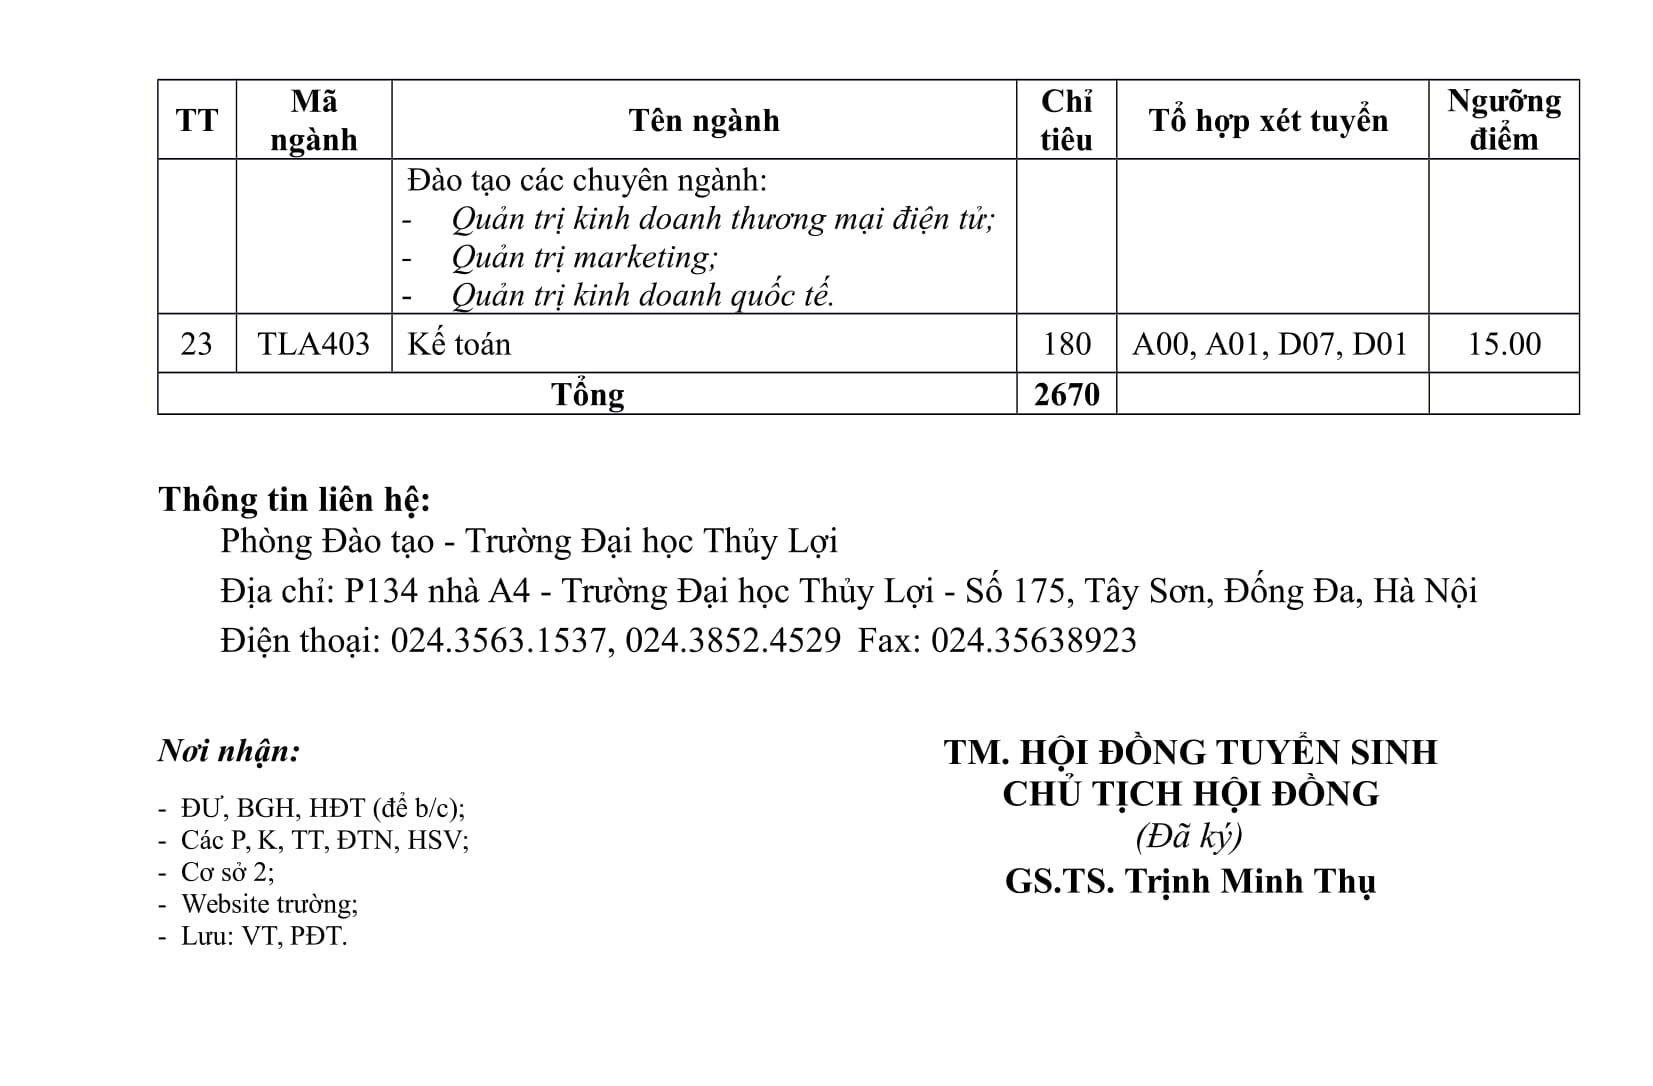 TT Mã ngành Tên ngành Chỉ tiêu Tổ hợp xét tuyển Ngưỡng điểm
Đào tạo các chuyên ngành:
- Quản trị kinh doanh thương mại điện tử;
- Quản trị marketing;
- Quản trị kinh doanh quốc tế.
23 TLA403 Kế toán 180 A00, A01, D07, D01 15.00
Tổng 2670
Thông tin liên hệ:
Phòng Đào tạo - Trường Đại học Thủy Lợi
Địa chỉ: P134 nhà A4 - Trường Đại học Thủy Lợi - Số 175, Tây Sơn, Đống Đa, Hà Nội
Điện thoại: 024.3563.1537, 024.3852.4529 Fax: 024.35638923
Nơi nhận:
- ĐƯ, BGH, HĐT (để b/c);
- Các P, K, TT, ĐTN, HSV;
- Cơ sở 2;
- Website trường;
- Lưu: VT, PĐT.
TM. HỘI ĐỒNG TUYỂN SINH
CHỦ TỊCH HỘI ĐỒNG
(Đã ký)
GS.TS. Trịnh Minh Thụ